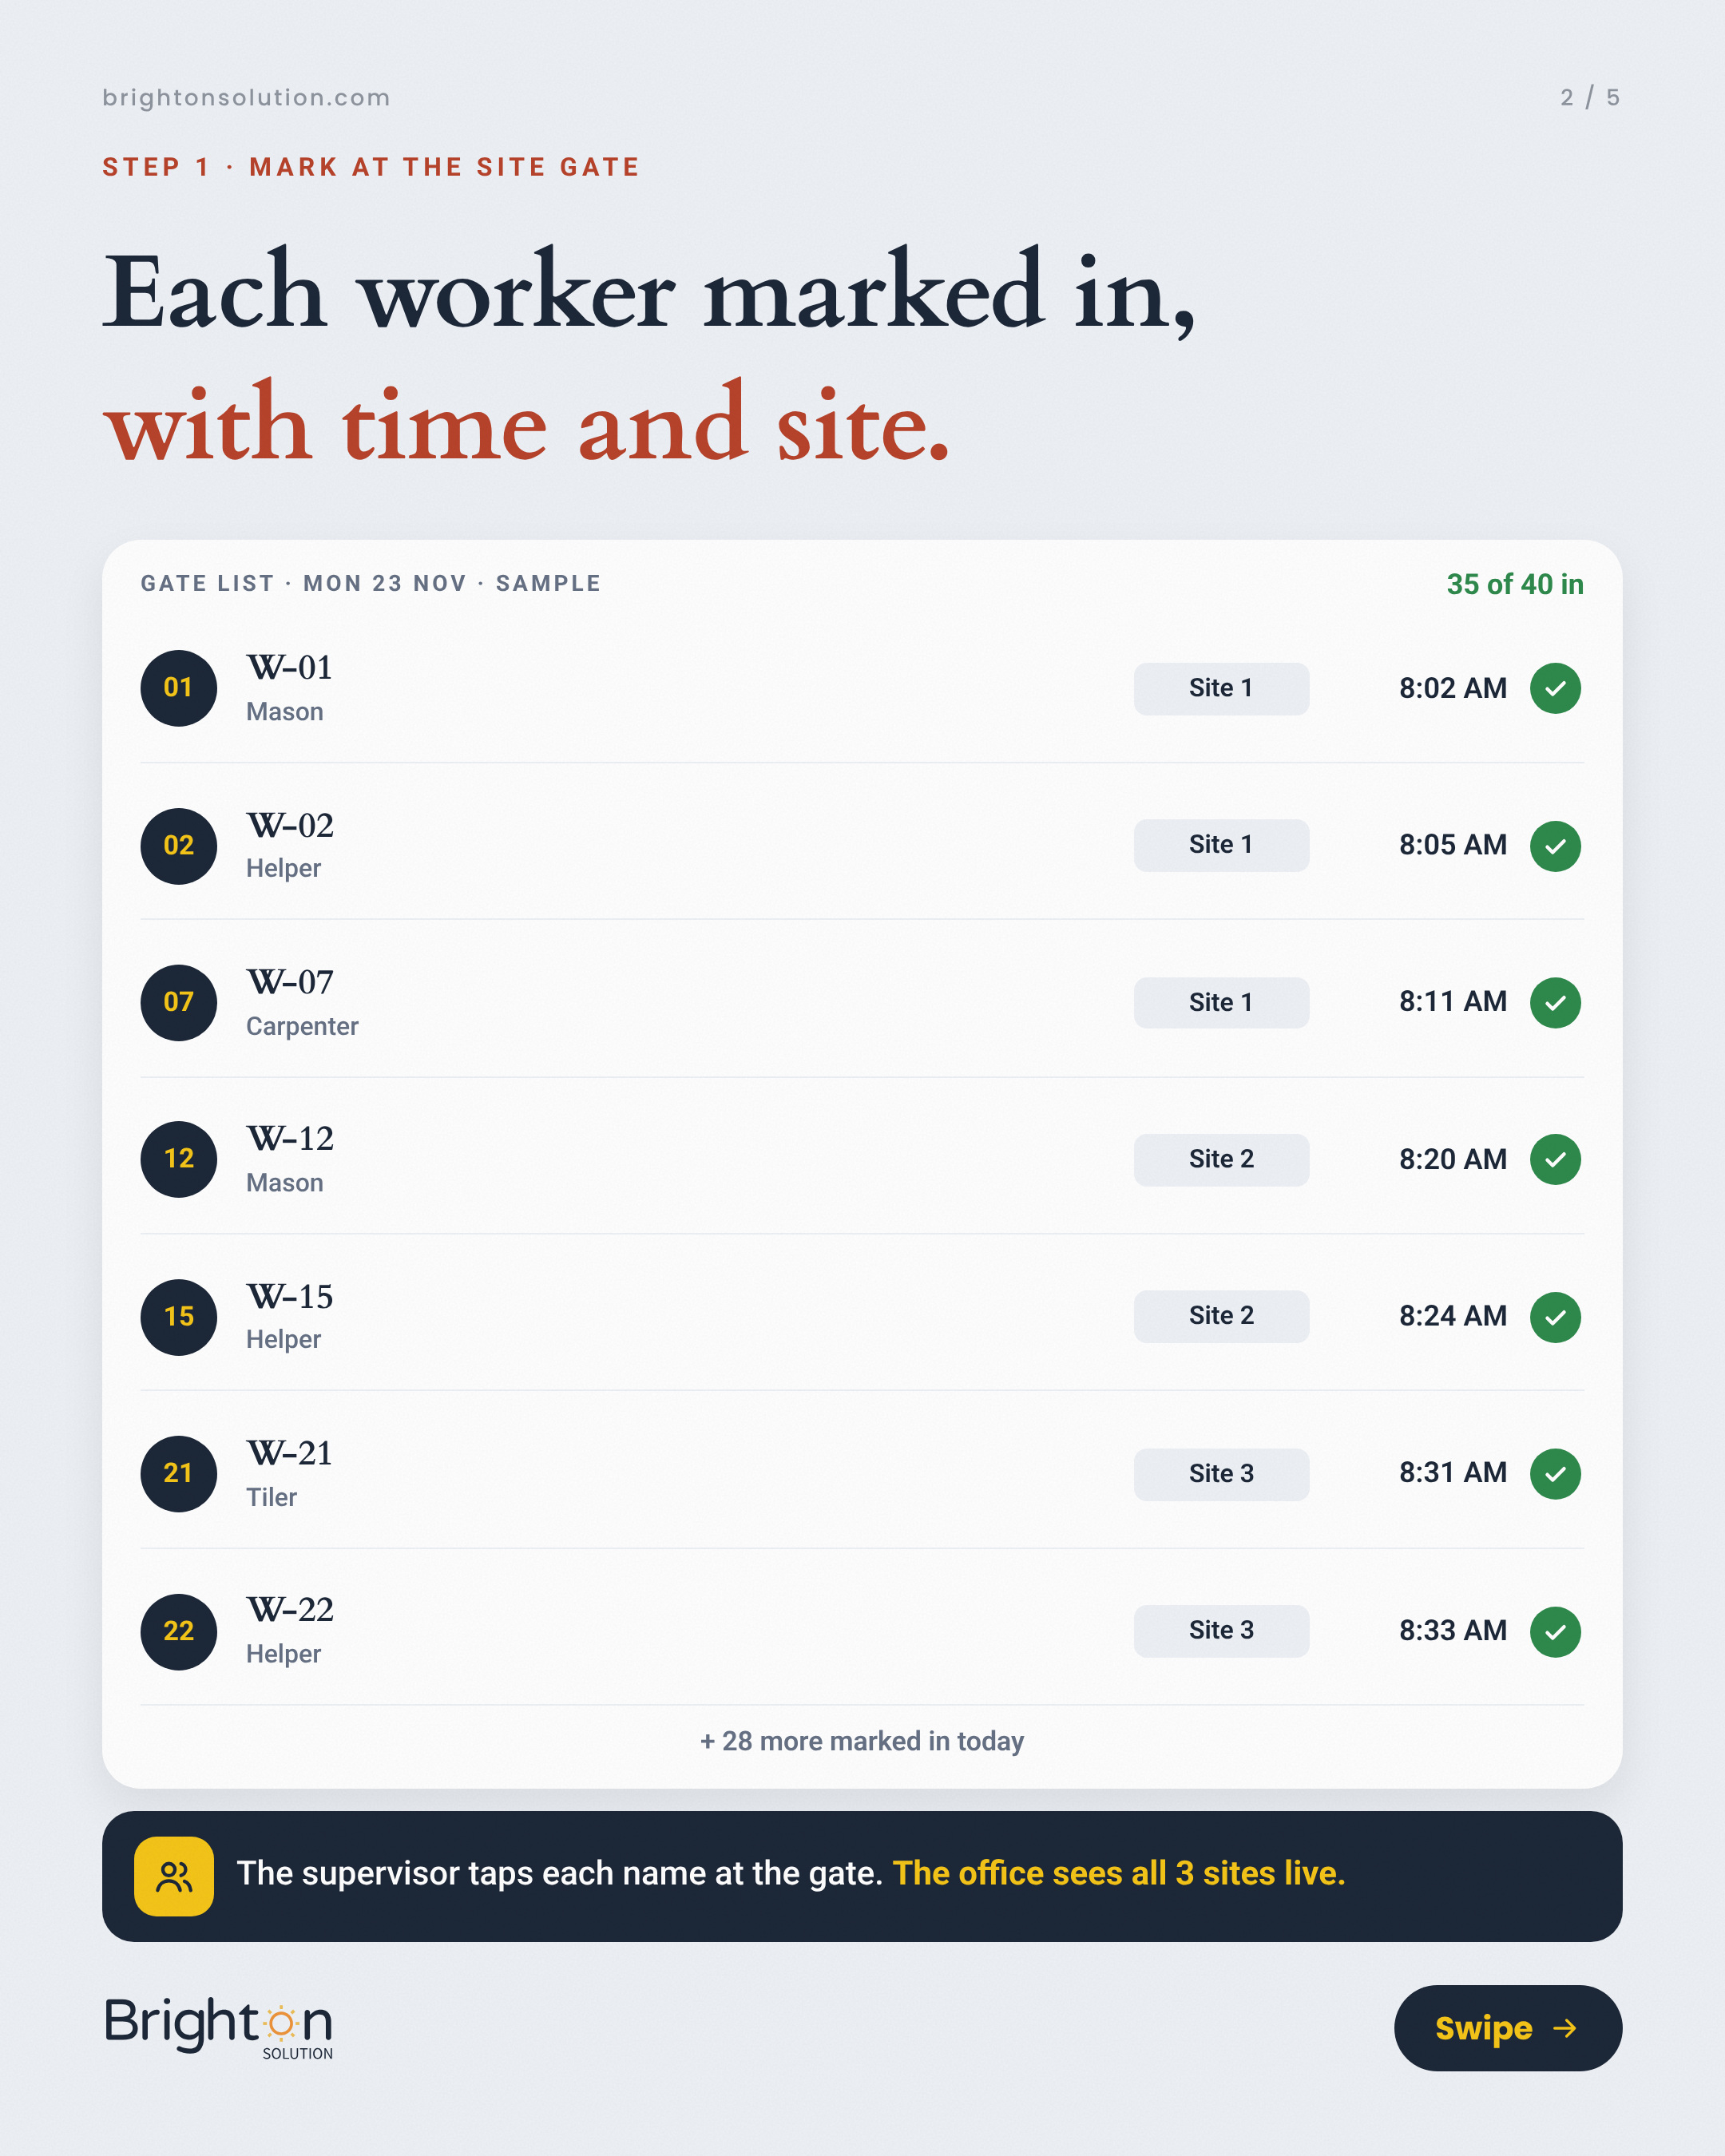 brightonsolution.com
2 / 5
STEP 1 · MARK AT THE SITE GATE
Each worker marked in,
with time and site.
GATE LIST · MON 23 NOV · SAMPLE
35 of 40 in
01
W-01
Mason
Site 1
8:02 AM
02
W-02
Helper
Site 1
8:05 AM
07
W-07
Carpenter
Site 1
8:11 AM
12
W-12
Mason
Site 2
8:20 AM
15
W-15
Helper
Site 2
8:24 AM
21
W-21
Tiler
Site 3
8:31 AM
22
W-22
Helper
Site 3
8:33 AM
+ 28 more marked in today
The supervisor taps each name at the gate. The office sees all 3 sites live.
Brighton
SOLUTION
Swipe →